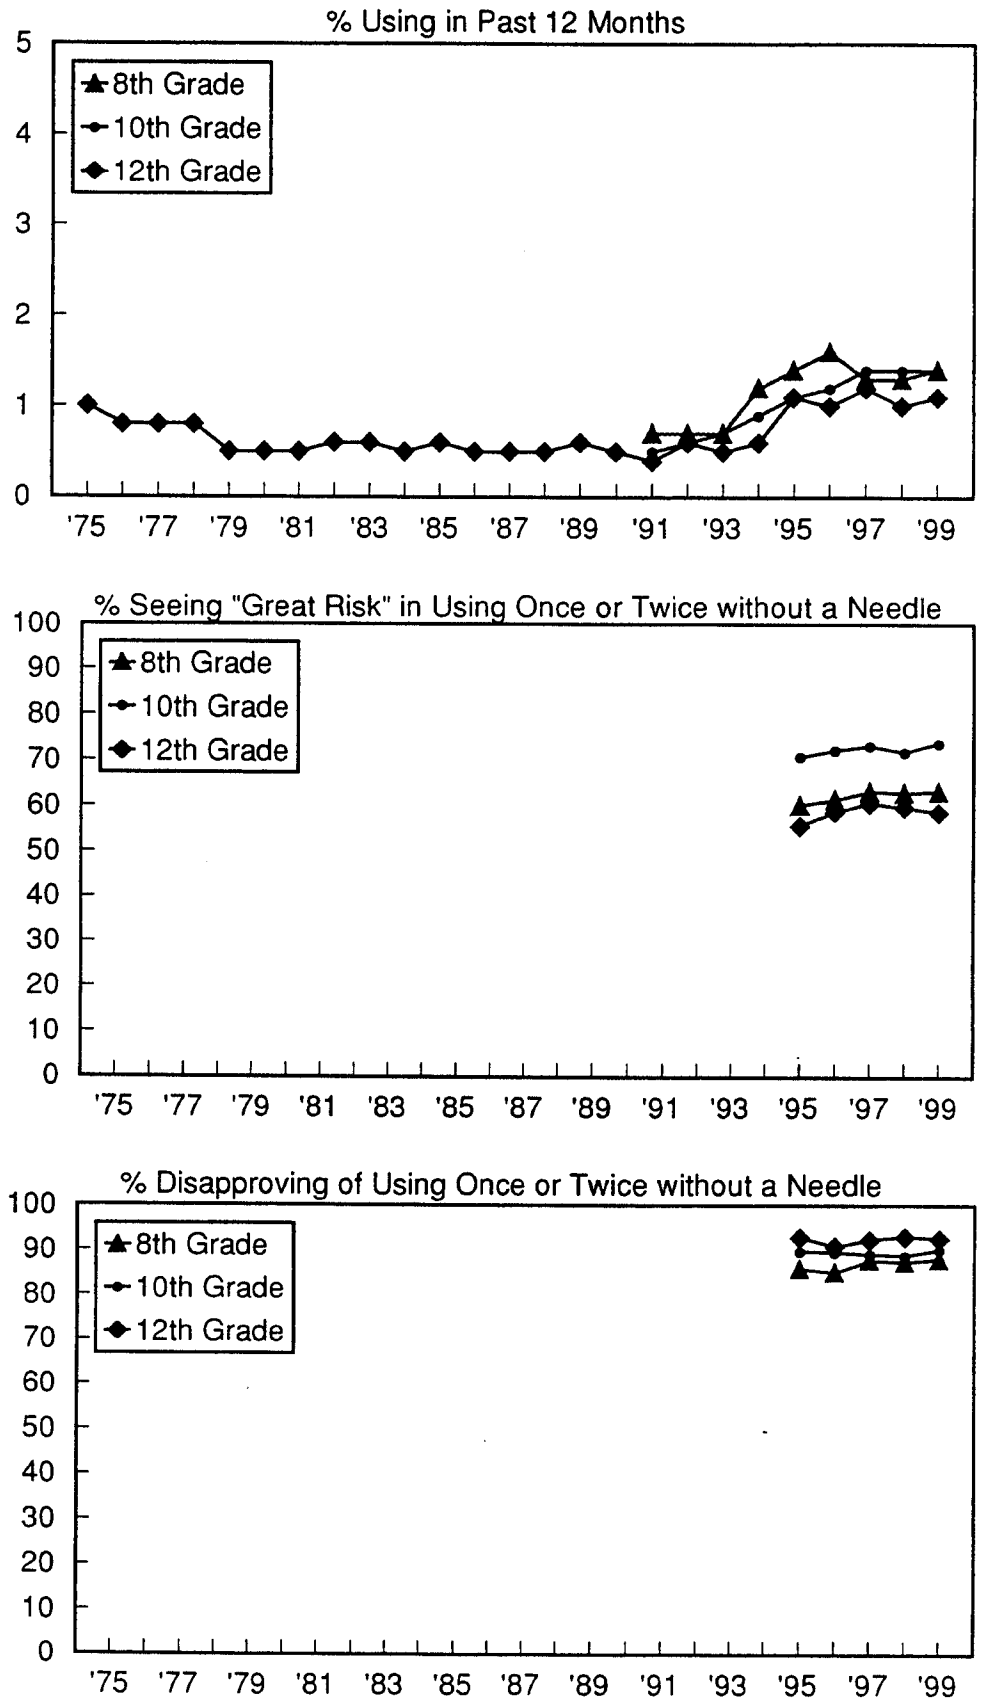 % Using in Past 12 Months
5
8th Grade
10th Grade
12th Grade
4
3
2
1
0
'75 '77 '79 '81 '83 '85 '87 '89 '91 '93 '95 '97 '99
% Seeing "Great Risk" in Using Once or Twice without a Needle
100
8th Grade
10th Grade
12th Grade
90
80
70
60
50
40
30
20
10
0
'75 '77 '79 '81 '83 '85 '87 '89 '91 '93 '95 '97 '99
% Disapproving of Using Once or Twice without a Needle
100
8th Grade
10th Grade
12th Grade
90
80
70
60
50
40
30
20
10
0
'75 '77 '79 '81 '83 '85 '87 '89 '91 '93 '95 '97 '99